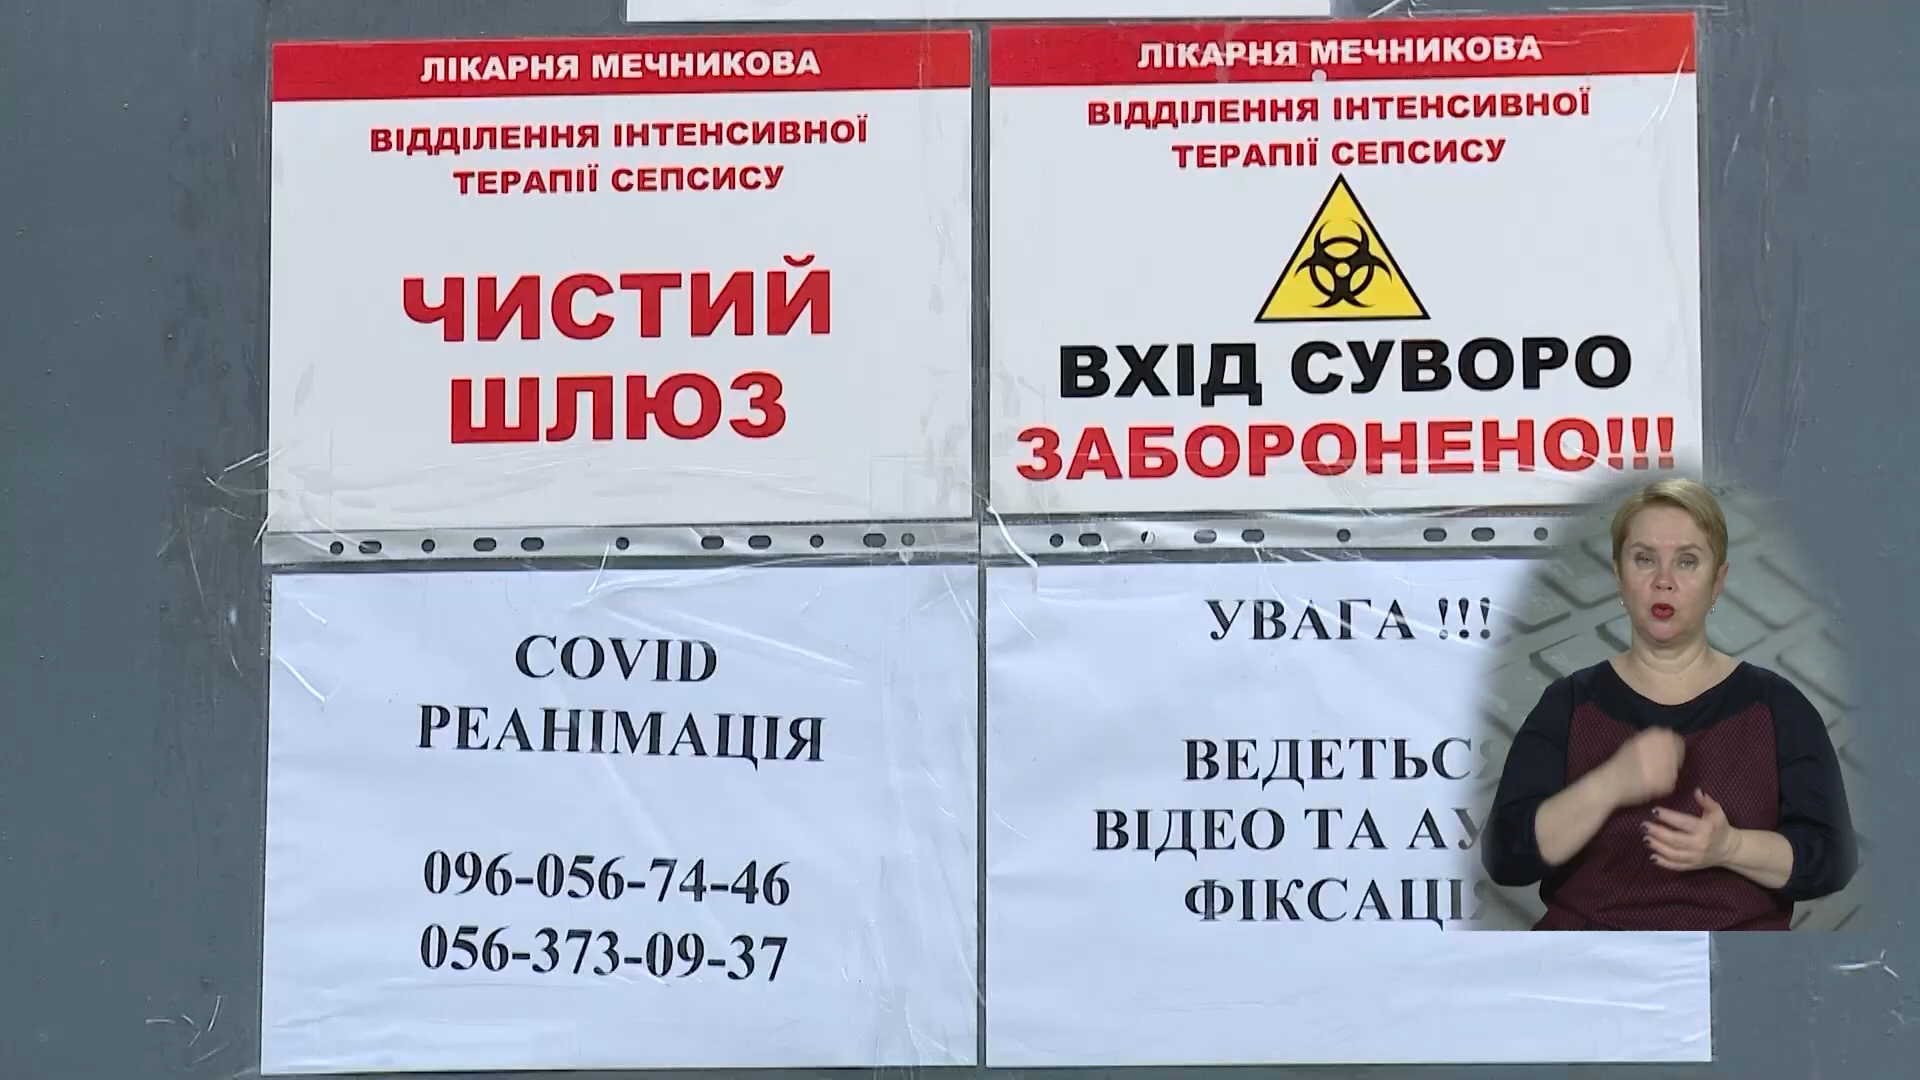 ЛІКАРНЯ МЕЧНИКОВА
ВІДДІЛЕННЯ ІНТЕНСИВНОЇ
ТЕРАПІЇ СЕПСИСУ
ЧИСТИЙ
ШЛЮЗ
ЛІКАРНЯ МЕЧНИКОВА
ВІДДІЛЕННЯ ІНТЕНСИВНОЇ
ТЕРАПІЇ СЕПСИСУ
ВХІД СУВОРО
ЗАБОРОНЕНО!!!
COVID
РЕАНІМАЦІЯ
096-056-74-46
056-373-09-37
УВАГА !!!
ВІДЕО ТА